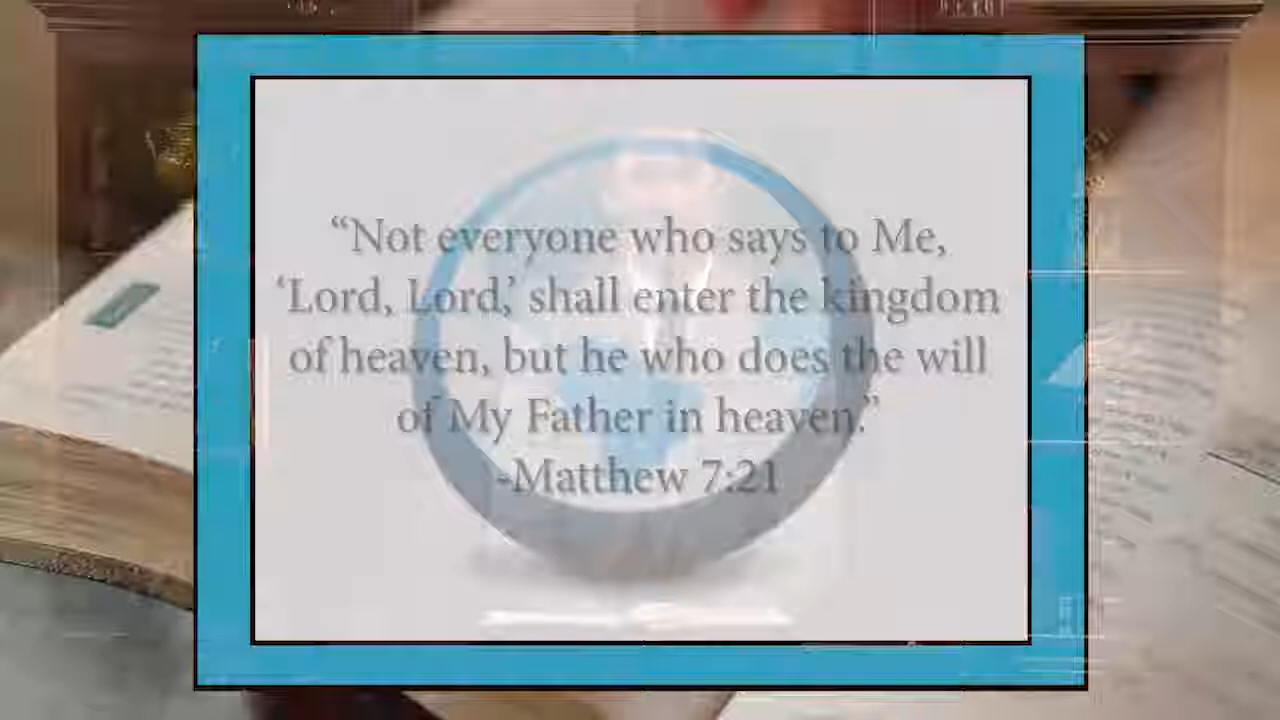 “Not everyone who says to Me,
‘Lord, Lord,’ shall enter the kingdom
of heaven, but he who does the will
of My Father in heaven.”
-Matthew 7:21